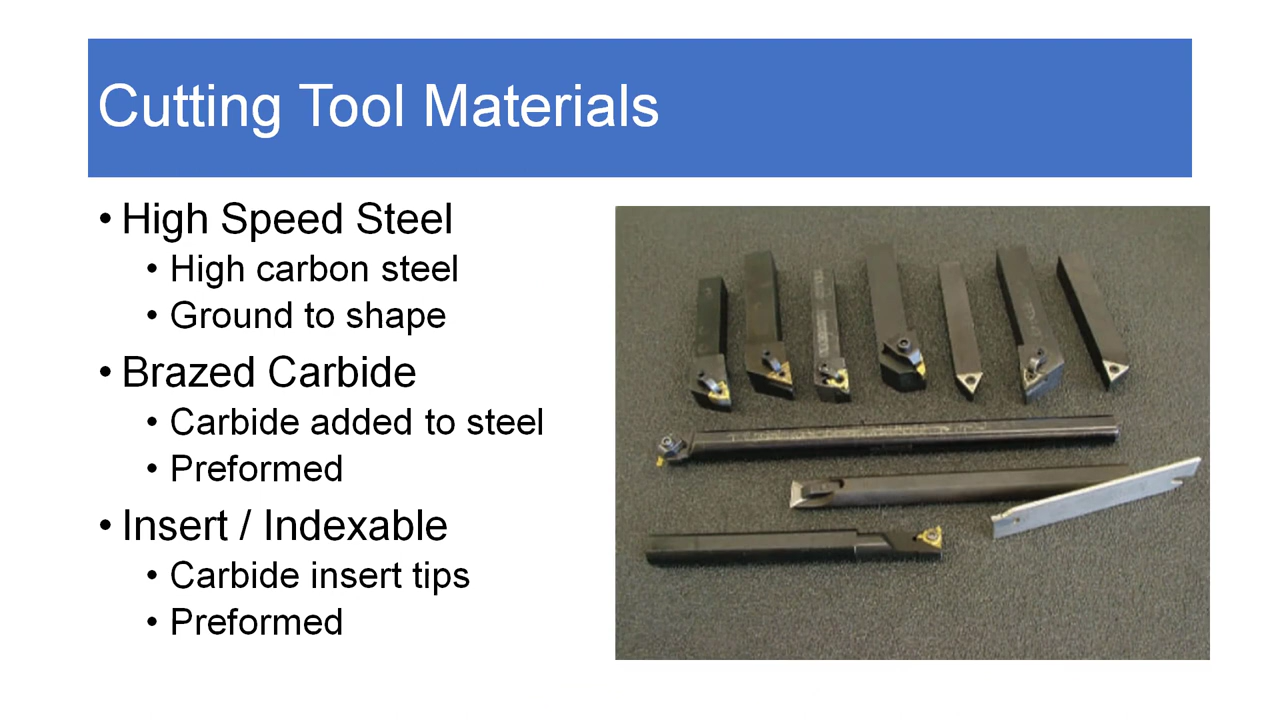 Cutting Tool Materials
• High Speed Steel
• High carbon steel
• Ground to shape
• Brazed Carbide
• Carbide added to steel
• Preformed
• Insert / Indexable
• Carbide insert tips
• Preformed